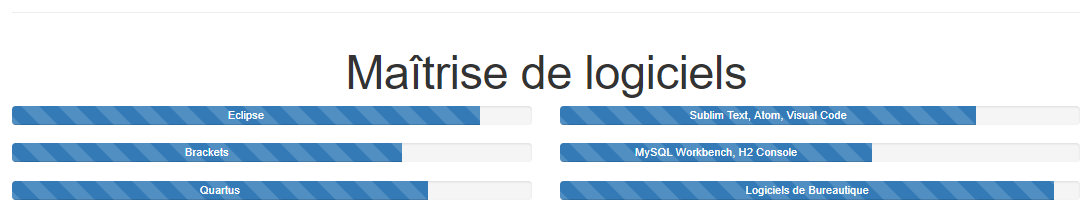 Maîtrise de logiciels
Eclipse
Sublim Text, Atom, Visual Code
Brackets
MySQL Workbench, H2 Console
Quartus
Logiciels de Bureautique